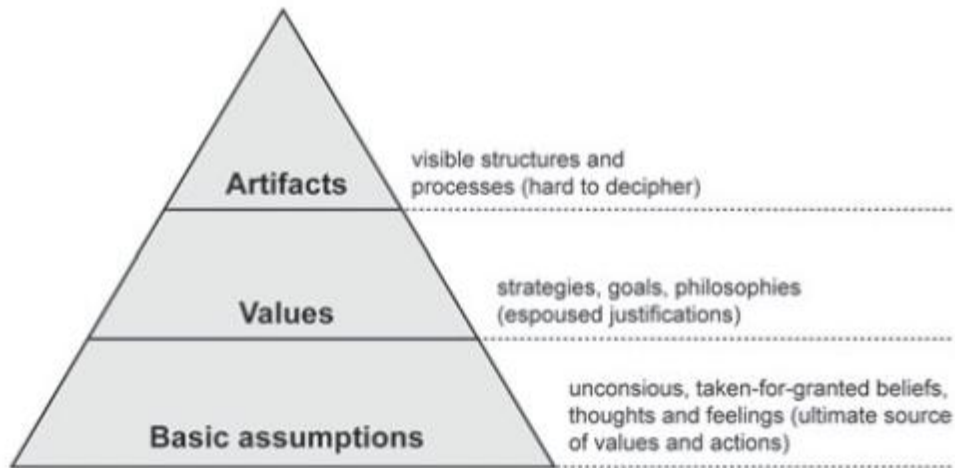 Artifacts
visible structures and
processes (hard to decipher)
Values
strategies, goals, philosophies
(espoused justifications)
Basic assumptions
unconsious, taken-for-granted beliefs,
thoughts and feelings (ultimate source
of values and actions)